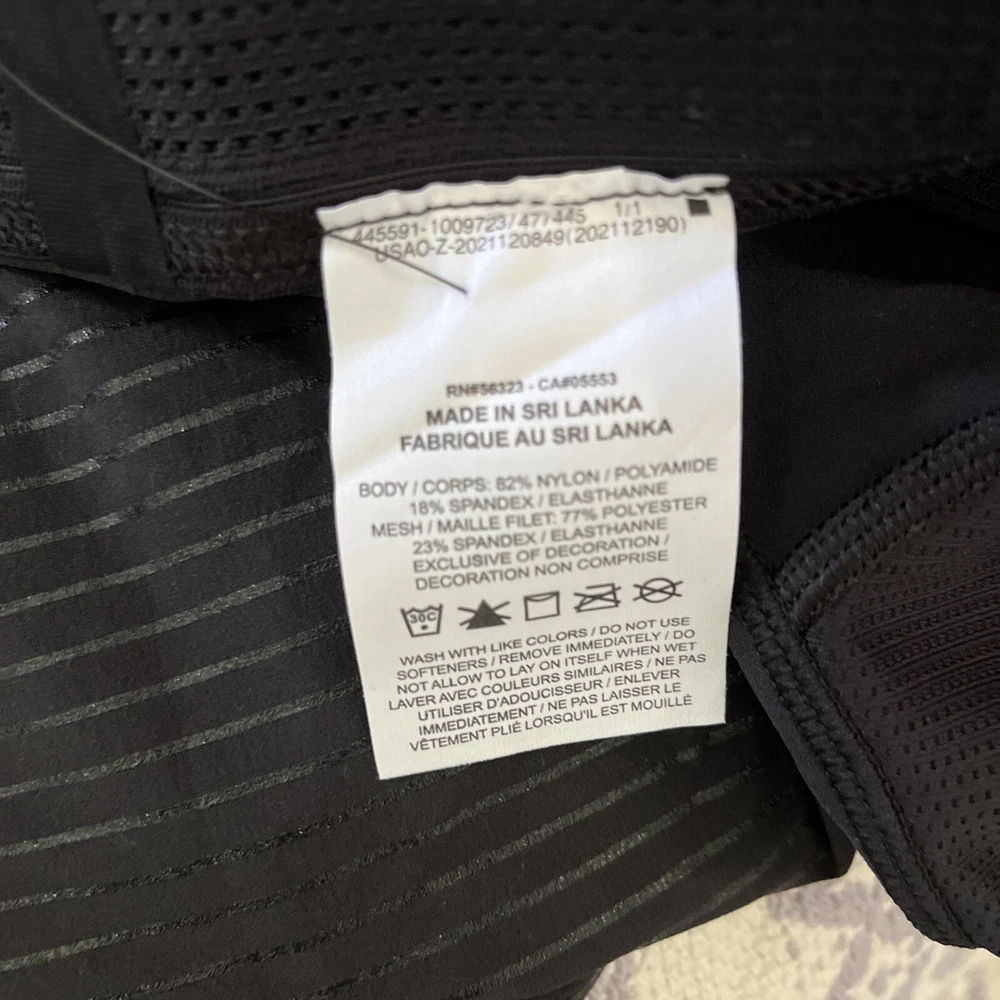 445591-1009723/477445 1/1
USAO-Z-2021120849(202112190)
RN#56323 - CA#05553
MADE IN SRI LANKA
FABRIQUE AU SRI LANKA
BODY / CORPS: 82% NYLON / POLYAMIDE
18% SPANDEX / ELASTHANNE
MESH / MAILLE FILET: 77% POLYESTER
23% SPANDEX / ELASTHANNE
EXCLUSIVE OF DECORATION /
DECORATION NON COMPRISE
30C
WASH WITH LIKE COLORS / DO NOT USE
SOFTENERS / REMOVE IMMEDIATELY / DO
NOT ALLOW TO LAY ON ITSELF WHEN WET
LAVER AVEC COULEURS SIMILAIRES / NE PAS
UTILISER D'ADOUCISSEUR / ENLEVER
IMMEDIATEMENT / NE PAS LAISSER LE
VÊTEMENT PLIÉ LORSQU'IL EST MOUILLÉ